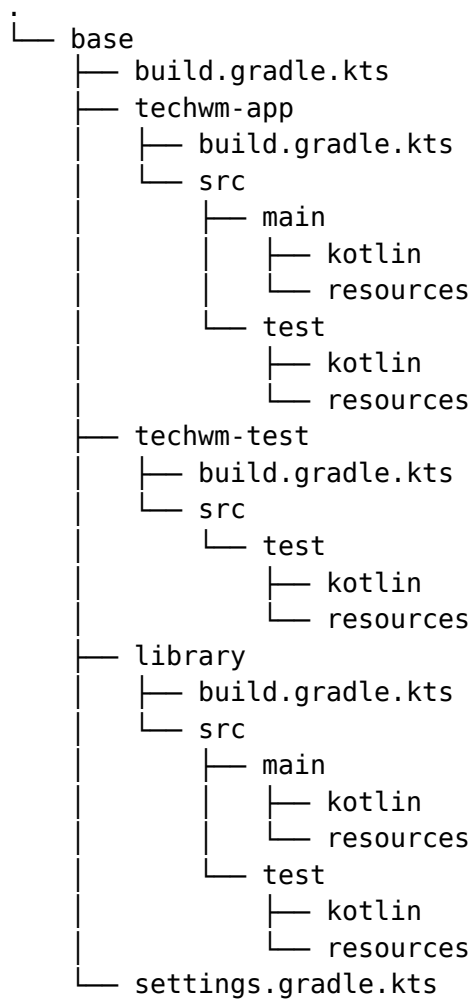 .
└── base
    ├── build.gradle.kts
    ├── techwm-app
    │   ├── build.gradle.kts
    │   └── src
    │       ├── main
    │       │   ├── kotlin
    │       │   └── resources
    │       └── test
    │           ├── kotlin
    │           └── resources
    ├── techwm-test
    │   ├── build.gradle.kts
    │   └── src
    │       └── test
    │           ├── kotlin
    │           └── resources
    ├── library
    │   ├── build.gradle.kts
    │   └── src
    │       ├── main
    │       │   ├── kotlin
    │       │   └── resources
    │       └── test
    │           ├── kotlin
    │           └── resources
    └── settings.gradle.kts